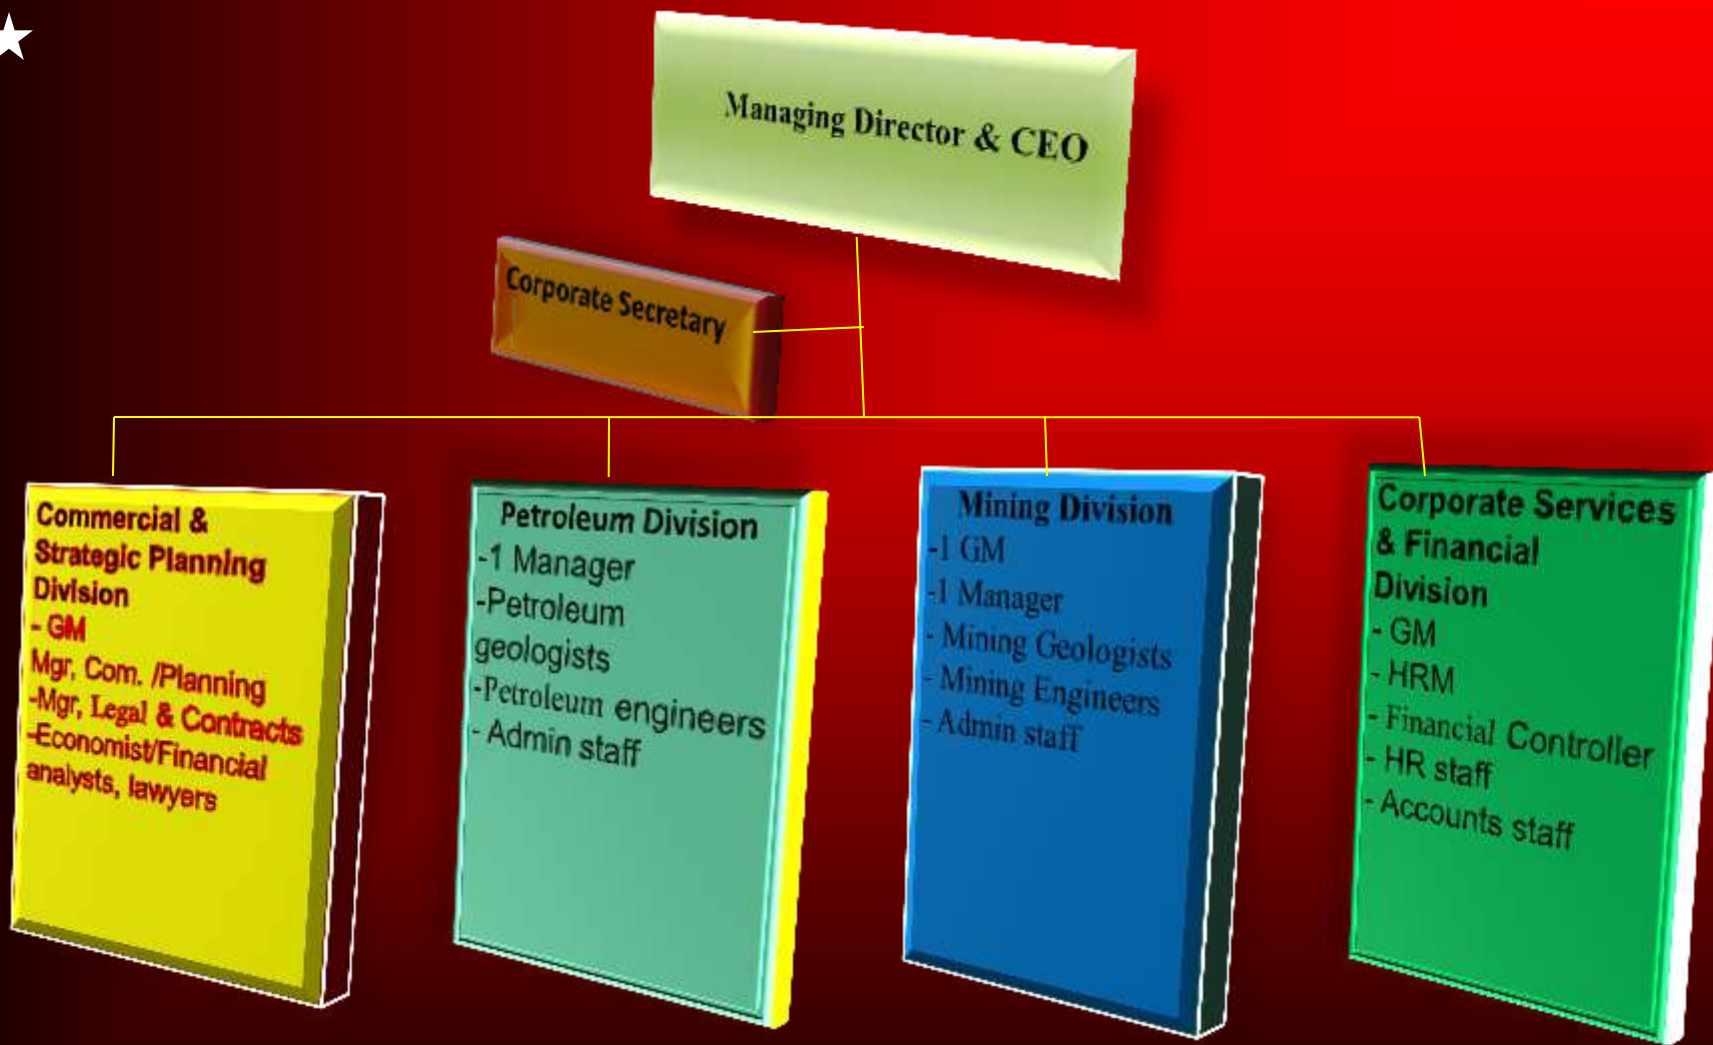 Managing Director & CEO
Corporate Secretary
Commercial &
Strategic Planning
Division
- GM
Mgr, Com. /Planning
-Mgr, Legal & Contracts
-Economist/Financial
analysts, lawyers
Petroleum Division
-1 Manager
-Petroleum
geologists
-Petroleum engineers
- Admin staff
Mining Division
-1 GM
-1 Manager
- Mining Geologists
- Mining Engineers
- Admin staff
Corporate Services
& Financial
Division
- GM
- HRM
- Financial Controller
- HR staff
- Accounts staff